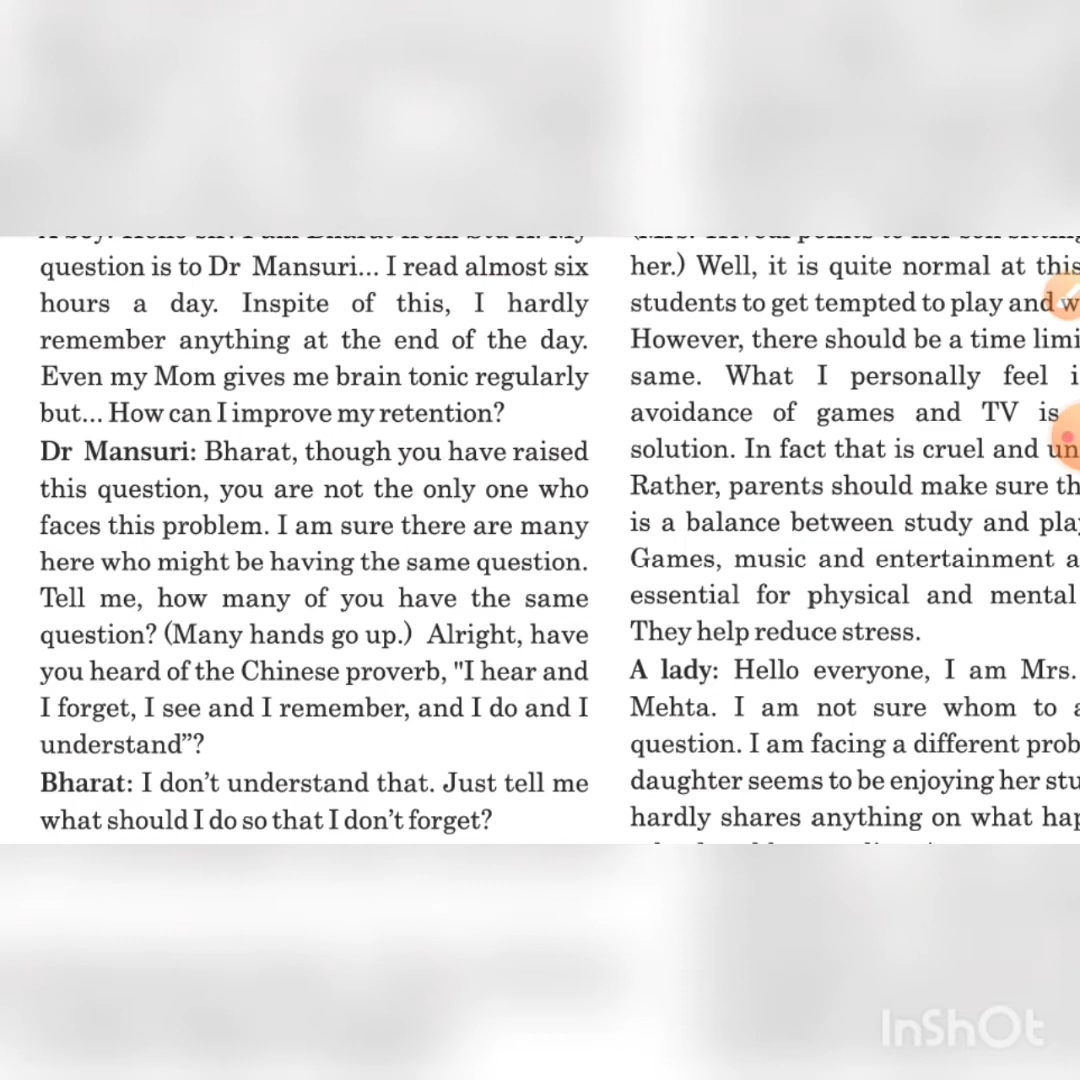 question is to Dr Mansuri... I read almost six
hours a day. Inspite of this, I hardly
remember anything at the end of the day.
Even my Mom gives me brain tonic regularly
but... How can I improve my retention?
Dr Mansuri: Bharat, though you have raised
this question, you are not the only one who
faces this problem. I am sure there are many
here who might be having the same question.
Tell me, how many of you have the same
question? (Many hands go up.) Alright, have
you heard of the Chinese proverb, "I hear and
I forget, I see and I remember, and I do and I
understand”?
Bharat: I don’t understand that. Just tell me
what should I do so that I don’t forget?
her.) Well, it is quite normal at this
students to get tempted to play and
However, there should be a time
same. What I personally feel
avoidance of games and TV is
solution. In fact that is cruel and
Rather, parents should make sure
is a balance between study and
Games, music and entertainment
essential for physical and mental
They help reduce stress.
A lady: Hello everyone, I am Mrs.
Mehta. I am not sure whom to
question. I am facing a different
daughter seems to be enjoying her
hardly shares anything on what
InShOt